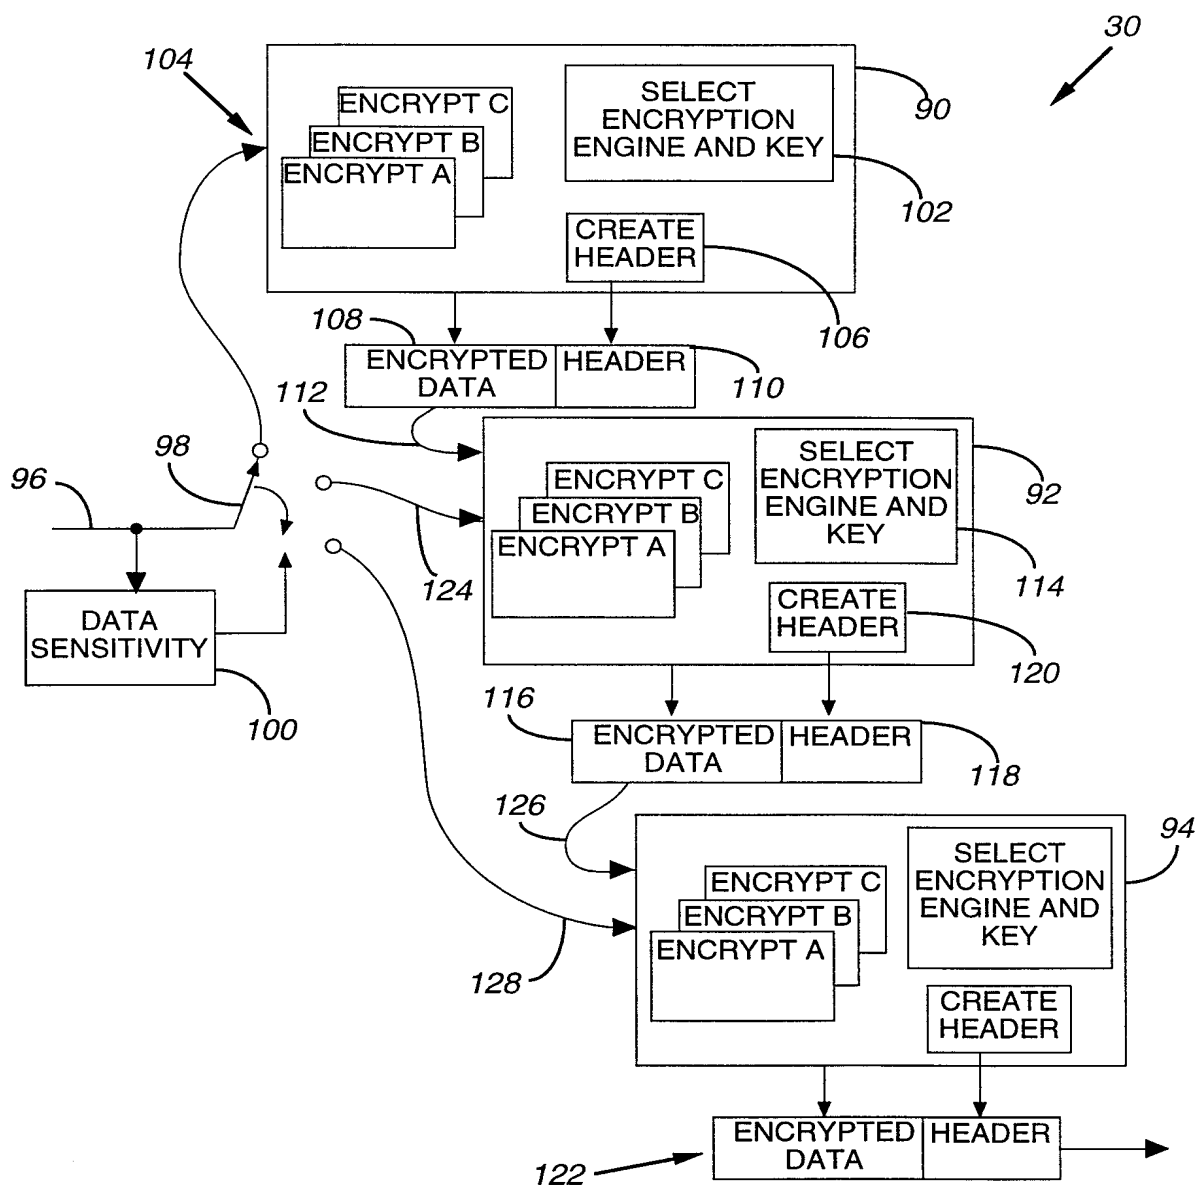 30
104
ENCRYPT C
ENCRYPT B
ENCRYPT A
SELECT
ENCRYPTION
ENGINE AND KEY
90
102
CREATE
HEADER
106
108
ENCRYPTED
DATA
HEADER
110
112
96
98
DATA
SENSITIVITY
100
124
ENCRYPT C
ENCRYPT B
ENCRYPT A
SELECT
ENCRYPTION
ENGINE AND
KEY
92
114
CREATE
HEADER
120
116
ENCRYPTED
DATA
HEADER
118
126
128
ENCRYPT C
ENCRYPT B
ENCRYPT A
SELECT
ENCRYPTION
ENGINE AND
KEY
94
CREATE
HEADER
122
ENCRYPTED
DATA
HEADER